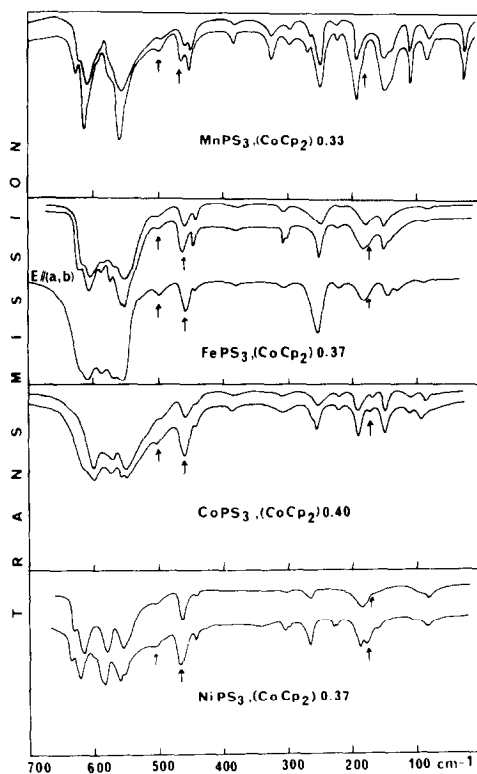 MnPS3,(CoCp2)0.33
E//(a,b)
FePS3,(CoCp2)0.37
CoPS3,(CoCp2)0.40
NiPS3,(CoCp2)0.37
TRANSMISSION
700 600 500 400 300 200 100 cm-1